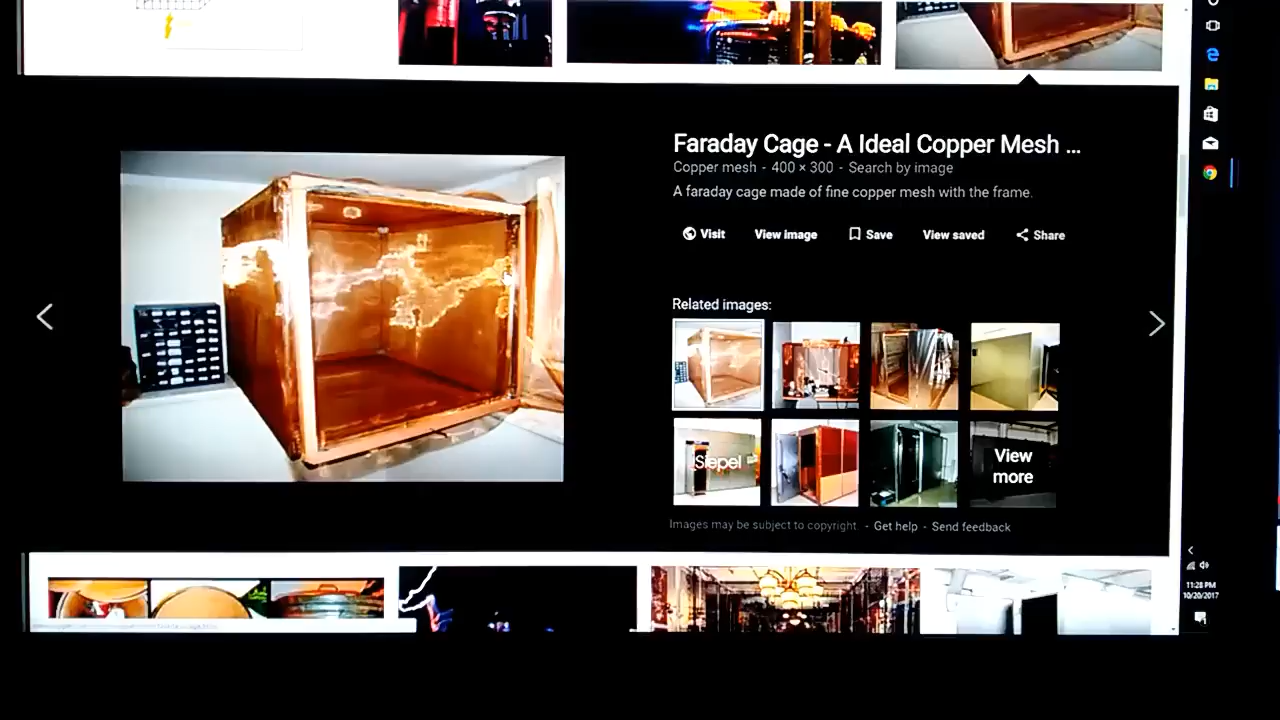 Faraday Cage - A Ideal Copper Mesh ...
Copper mesh - 400 × 300 - Search by image
A faraday cage made of fine copper mesh with the frame.
Visit View image Save View saved Share
Related images:
Siepel
View more
Images may be subject to copyright. - Get help - Send feedback
11:28 PM
10/20/2017